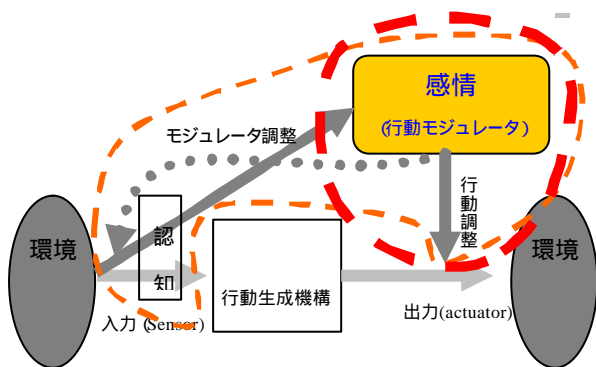 感情
(行動モジュレータ)
モジュレータ調整
行動調整
環境
認知
行動生成機構
環境
入力 (Sensor)
出力(actuator)